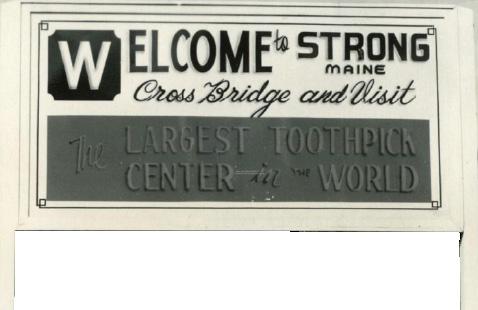 WELCOME to STRONG
MAINE
Cross Bridge and Visit
The LARGEST TOOTHPICK
CENTER in THE WORLD